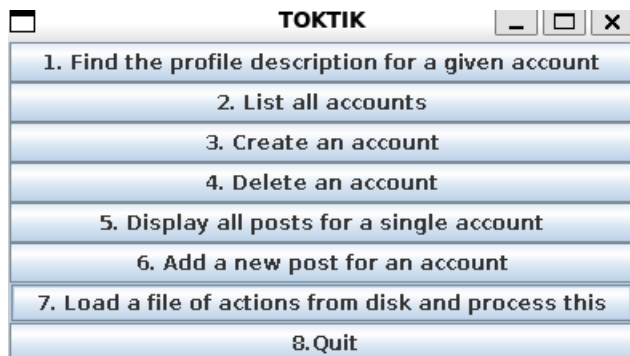 TOKTIK
1. Find the profile description for a given account
2. List all accounts
3. Create an account
4. Delete an account
5. Display all posts for a single account
6. Add a new post for an account
7. Load a file of actions from disk and process this
8.Quit